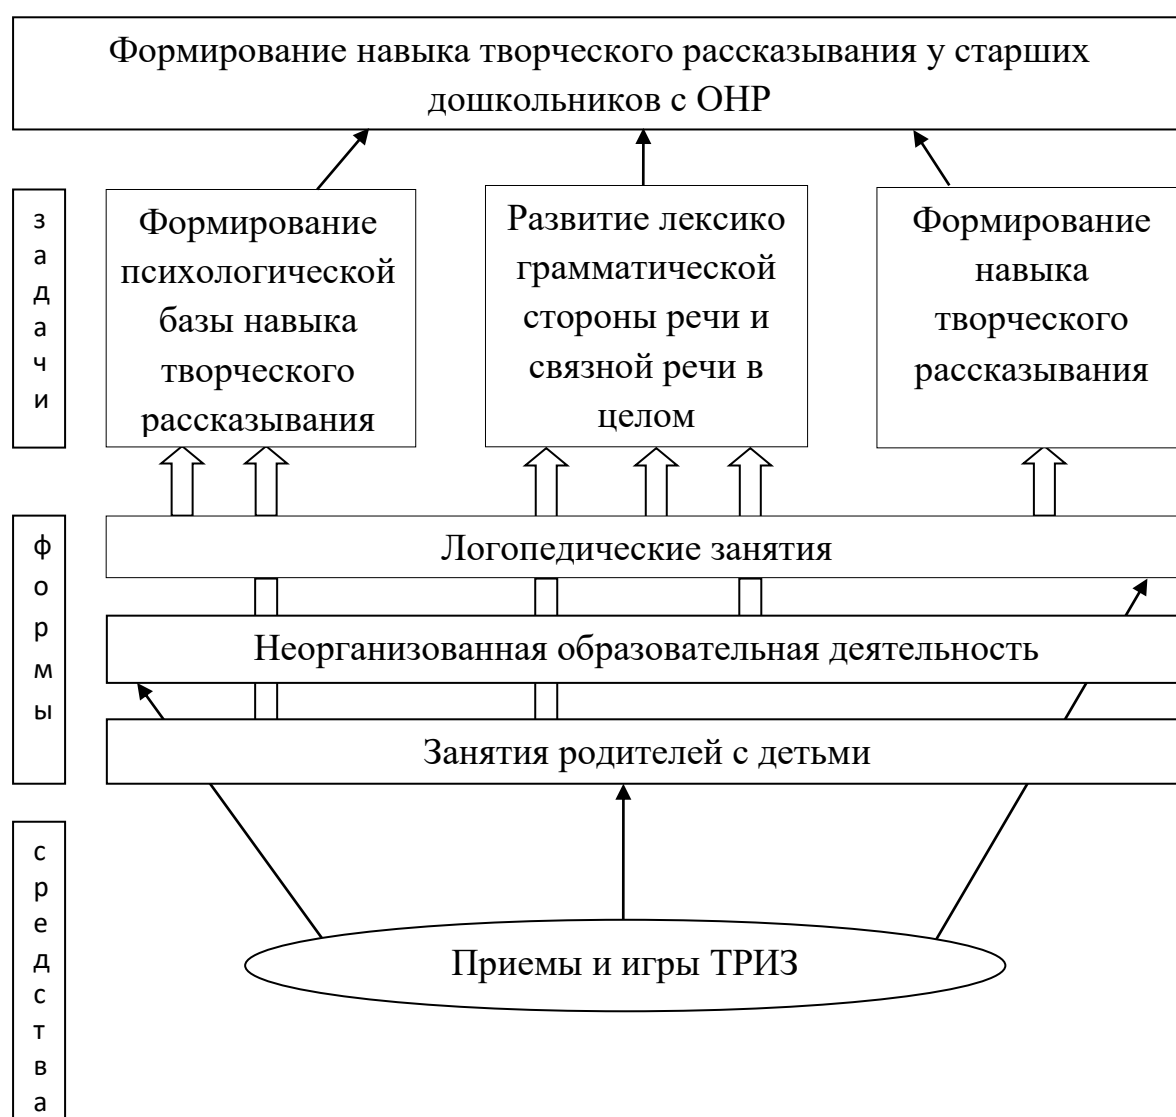 Формирование навыка творческого рассказывания у старших
дошкольников с ОНР
з
а
д
а
ч
и
Формирование
психологической
базы навыка
творческого
рассказывания
Развитие лексико
грамматической
стороны речи и
связной речи в
целом
Формирование
навыка
творческого
рассказывания
ф
о
р
м
ы
Логопедические занятия
Неорганизованная образовательная деятельность
Занятия родителей с детьми
с
р
е
д
с
т
в
а
Приемы и игры ТРИЗ